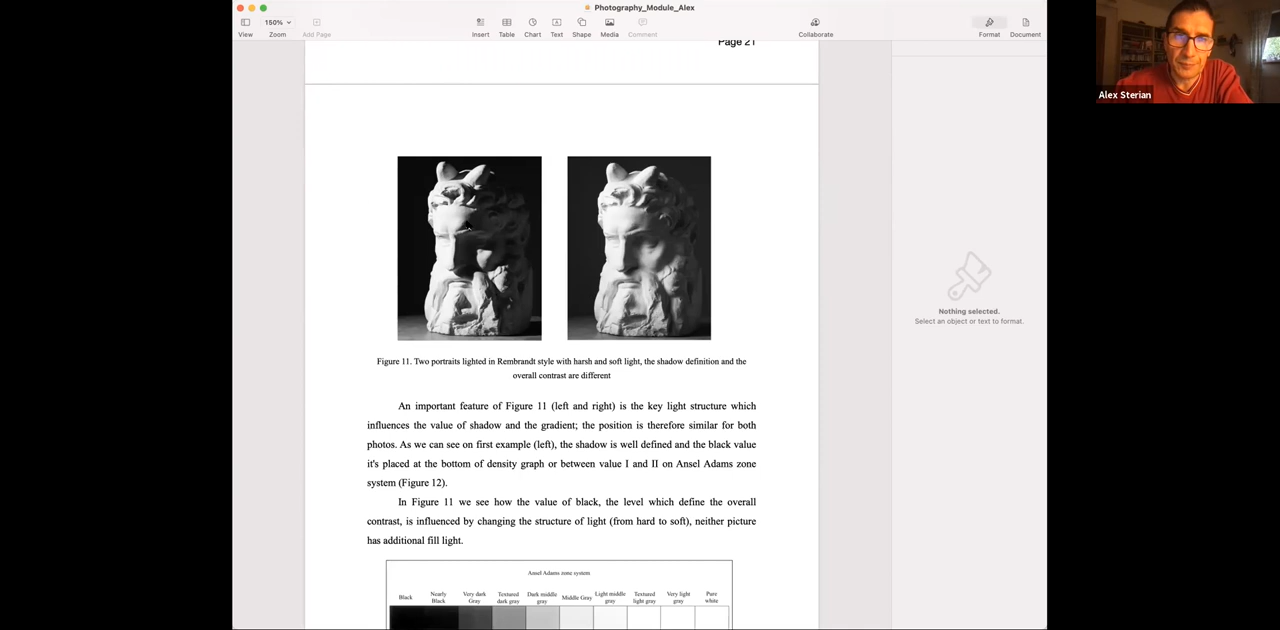 Photography_Module_Alex
150%
View
Zoom
Add Page
Insert
Table
Chart
Text
Shape
Media
Comment
Collaborate
Format
Document
Page 21
Alex Sterian
Figure 11. Two portraits lighted in Rembrandt style with harsh and soft light, the shadow definition and the
overall contrast are different
An important feature of Figure 11 (left and right) is the key light structure which
influences the value of shadow and the gradient; the position is therefore similar for both
photos. As we can see on first example (left), the shadow is well defined and the black value
it's placed at the bottom of density graph or between value I and II on Ansel Adams zone
system (Figure 12).
In Figure 11 we see how the value of black, the level which define the overall
contrast, is influenced by changing the structure of light (from hard to soft), neither picture
has additional fill light.
Nothing selected.
Select an object or text to format.
Ansel Adams zone system
Black
Nearly
Black
Very dark
Gray
Textured
dark gray
Dark middle
gray
Middle Gray
Light middle
gray
Textured
light gray
Very light
gray
Pure
white